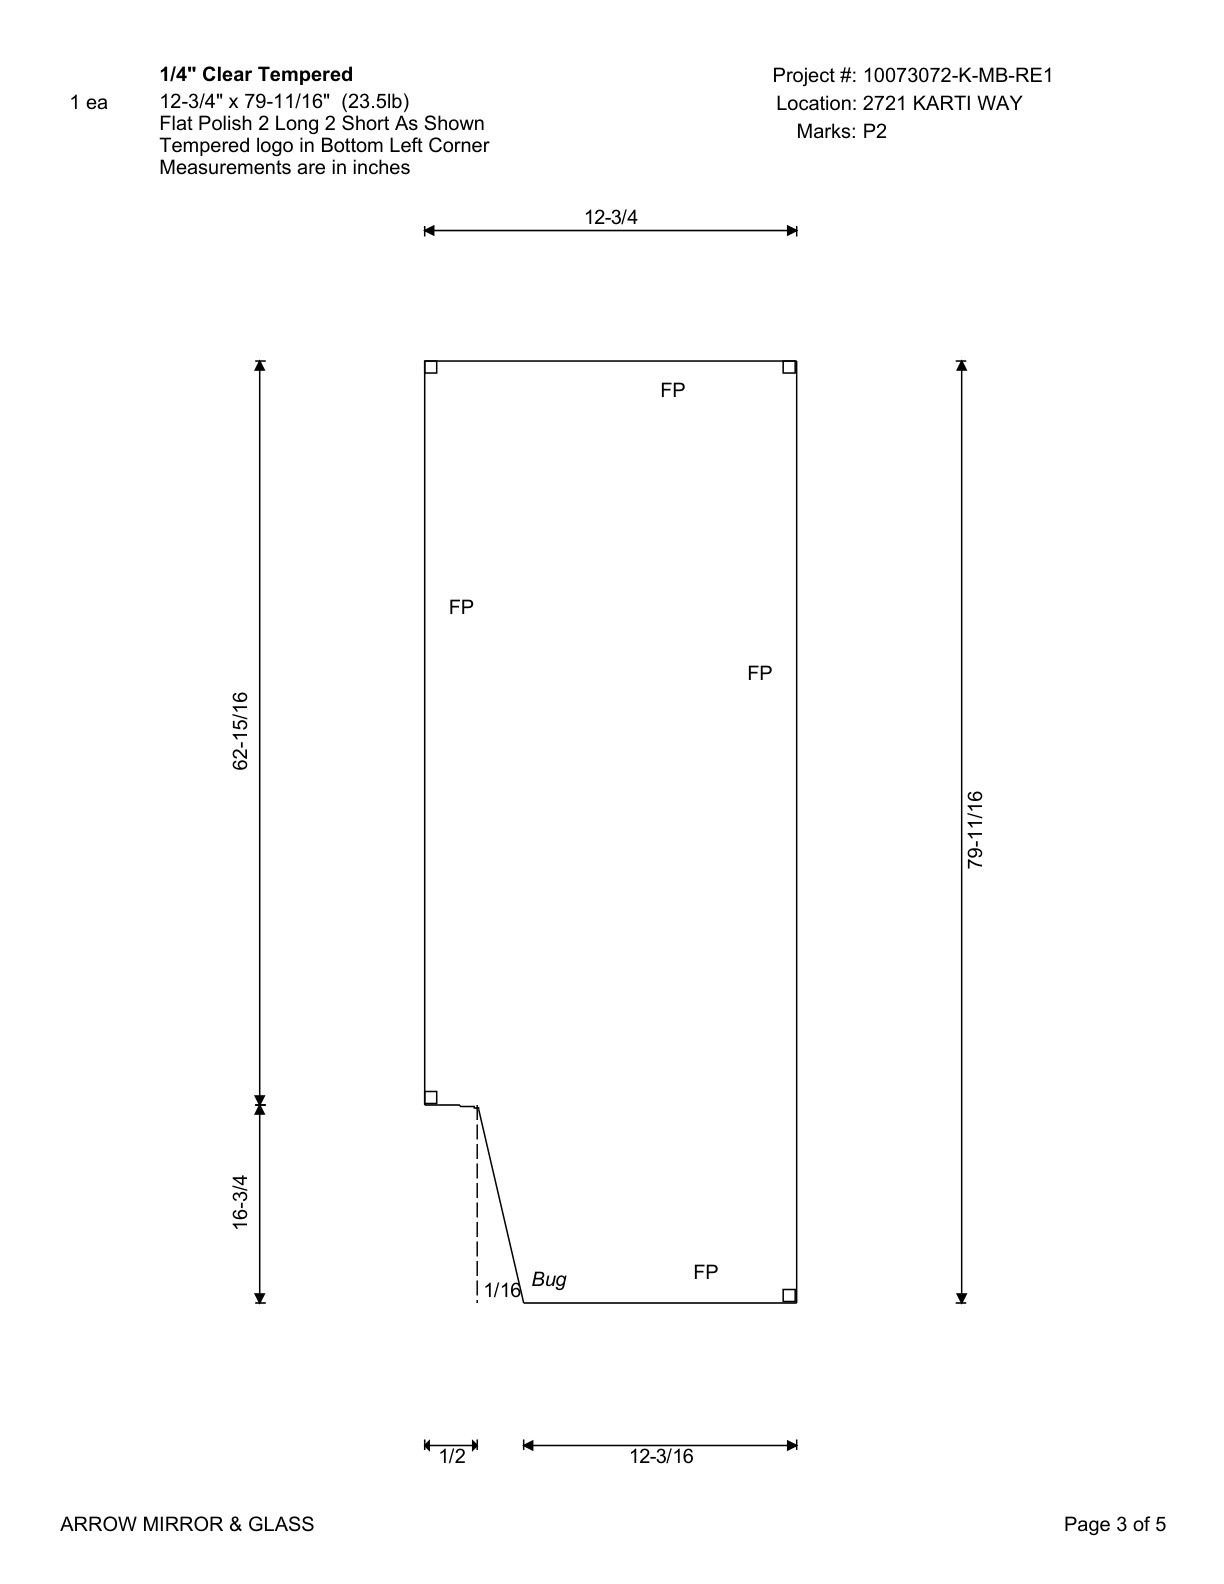 1/4" Clear Tempered
1 ea
12-3/4" x 79-11/16" (23.5lb)
Flat Polish 2 Long 2 Short As Shown
Tempered logo in Bottom Left Corner
Measurements are in inches
Project #: 10073072-K-MB-RE1
Location: 2721 KARTI WAY
Marks: P2
12-3/4
FP
FP
FP
62-15/16
79-11/16
16-3/4
FP
Bug
1/16
1/2
12-3/16
ARROW MIRROR & GLASS
Page 3 of 5